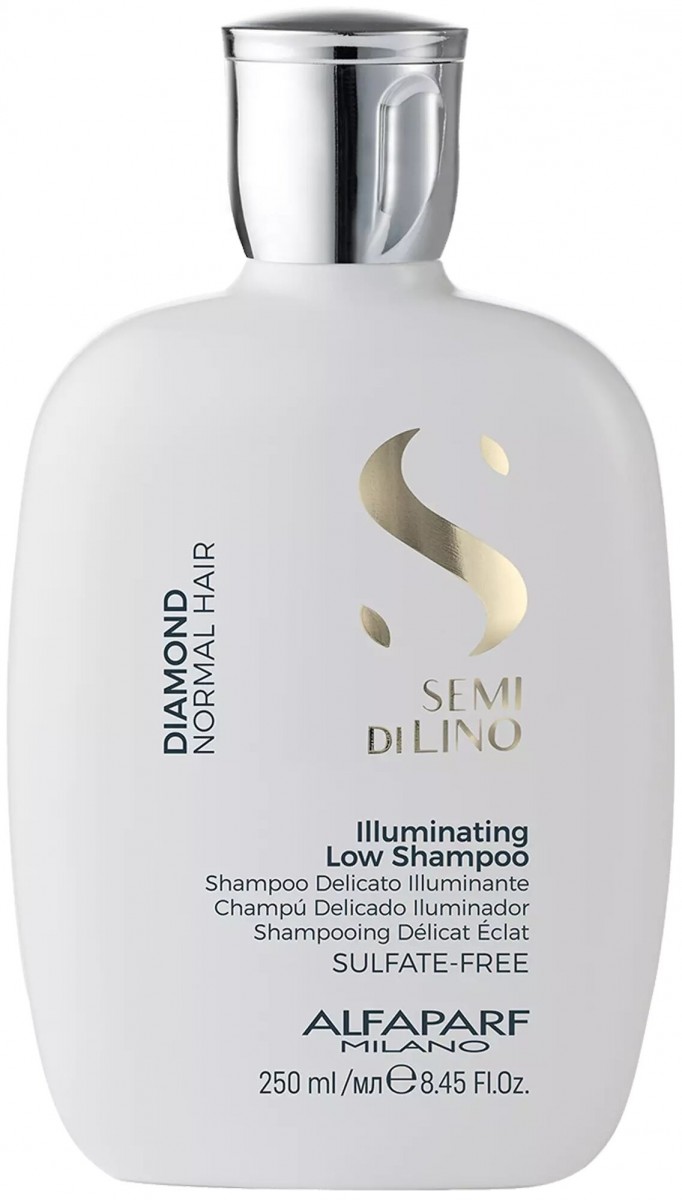 DIAMOND
NORMAL HAIR
SEMI
DI LINO
Illuminating
Low Shampoo
Shampoo Delicato Illuminante
Champú Delicado Iluminador
Shampooing Délicat Éclat
SULFATE-FREE
ALFAPARF
MILANO
250 ml/мл℮8.45 Fl.Oz.